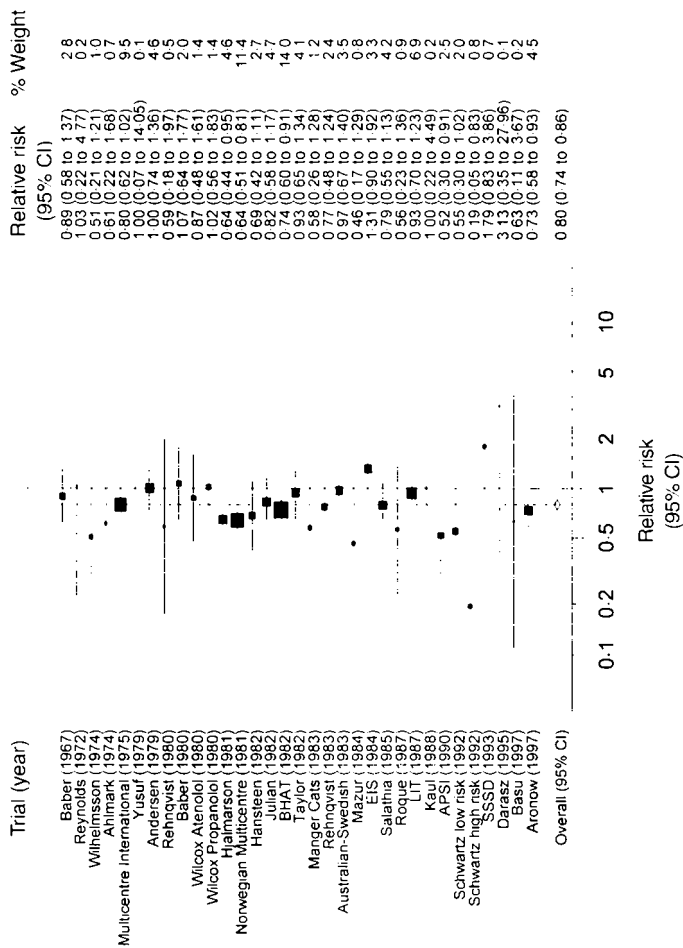 Trial (year)
Relative risk
(95% CI)
% Weight
Baber (1967) 0·89 (0·58 to 1·37) 2·8
Reynolds (1972) 1·03 (0·22 to 4·77) 0·2
Wilhelmsson (1974) 0·51 (0·21 to 1·21) 1·0
Ahlmark (1974) 0·61 (0·22 to 1·68) 0·7
Multicentre International (1975) 0·80 (0·62 to 1·02) 9·5
Yusuf (1979) 1·00 (0·07 to 14·05) 0·1
Andersen (1979) 1·00 (0·74 to 1·36) 4·6
Rehnqvist (1980) 0·59 (0·18 to 1·97) 0·5
Baber (1980) 1·07 (0·64 to 1·77) 2·0
Wilcox Atenolol (1980) 0·87 (0·48 to 1·61) 1·4
Wilcox Propanolol (1980) 1·02 (0·56 to 1·83) 1·4
Hjalmarson (1981) 0·64 (0·44 to 0·95) 4·6
Norwegian Multicentre (1981) 0·64 (0·51 to 0·81) 11·4
Hansteen (1982) 0·69 (0·42 to 1·11) 2·7
Julian (1982) 0·82 (0·58 to 1·17) 4·7
BHAT (1982) 0·74 (0·60 to 0·91) 14·0
Taylor (1982) 0·93 (0·65 to 1·34) 4·1
Manger Cats (1983) 0·58 (0·26 to 1·28) 1·2
Rehnqvist (1983) 0·77 (0·48 to 1·24) 2·4
Australian-Swedish (1983) 0·97 (0·67 to 1·40) 3·5
Mazur (1984) 0·46 (0·17 to 1·29) 0·8
EIS (1984) 1·31 (0·90 to 1·92) 3·3
Salathia (1985) 0·79 (0·55 to 1·13) 4·2
Roque (1987) 0·56 (0·23 to 1·36) 0·9
LIT (1987) 0·93 (0·70 to 1·23) 6·9
Kaul (1988) 1·00 (0·22 to 4·49) 0·2
APSI (1990) 0·52 (0·30 to 0·91) 2·5
Schwartz low risk (1992) 0·55 (0·30 to 1·02) 2·0
Schwartz high risk (1992) 0·19 (0·05 to 0·83) 0·8
SSSD (1993) 1·79 (0·83 to 3·86) 0·7
Darasz (1995) 3·13 (0·35 to 27·96) 0·1
Basu (1997) 0·63 (0·11 to 3·67) 0·2
Aronow (1997) 0·73 (0·58 to 0·93) 4·5
Overall (95% CI) 0·80 (0·74 to 0·86)
0·1 0·2 0·5 1 2 5 10
Relative risk
(95% CI)